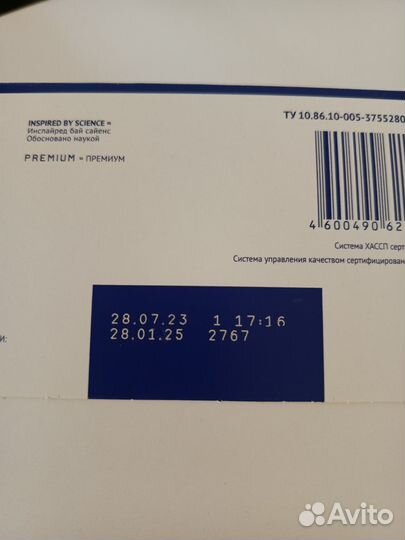 INSPIRED BY SCIENCE =
Инспайред бай сайенс
Обосновано наукой
PREMIUM = ПРЕМИУМ
ТУ 10.86.10-005-3755280
4 600490 62
Система ХАССП серт
Система управления качеством сертифицирован
28.07.23 1 17:16
28.01.25 2767
И:
Avito